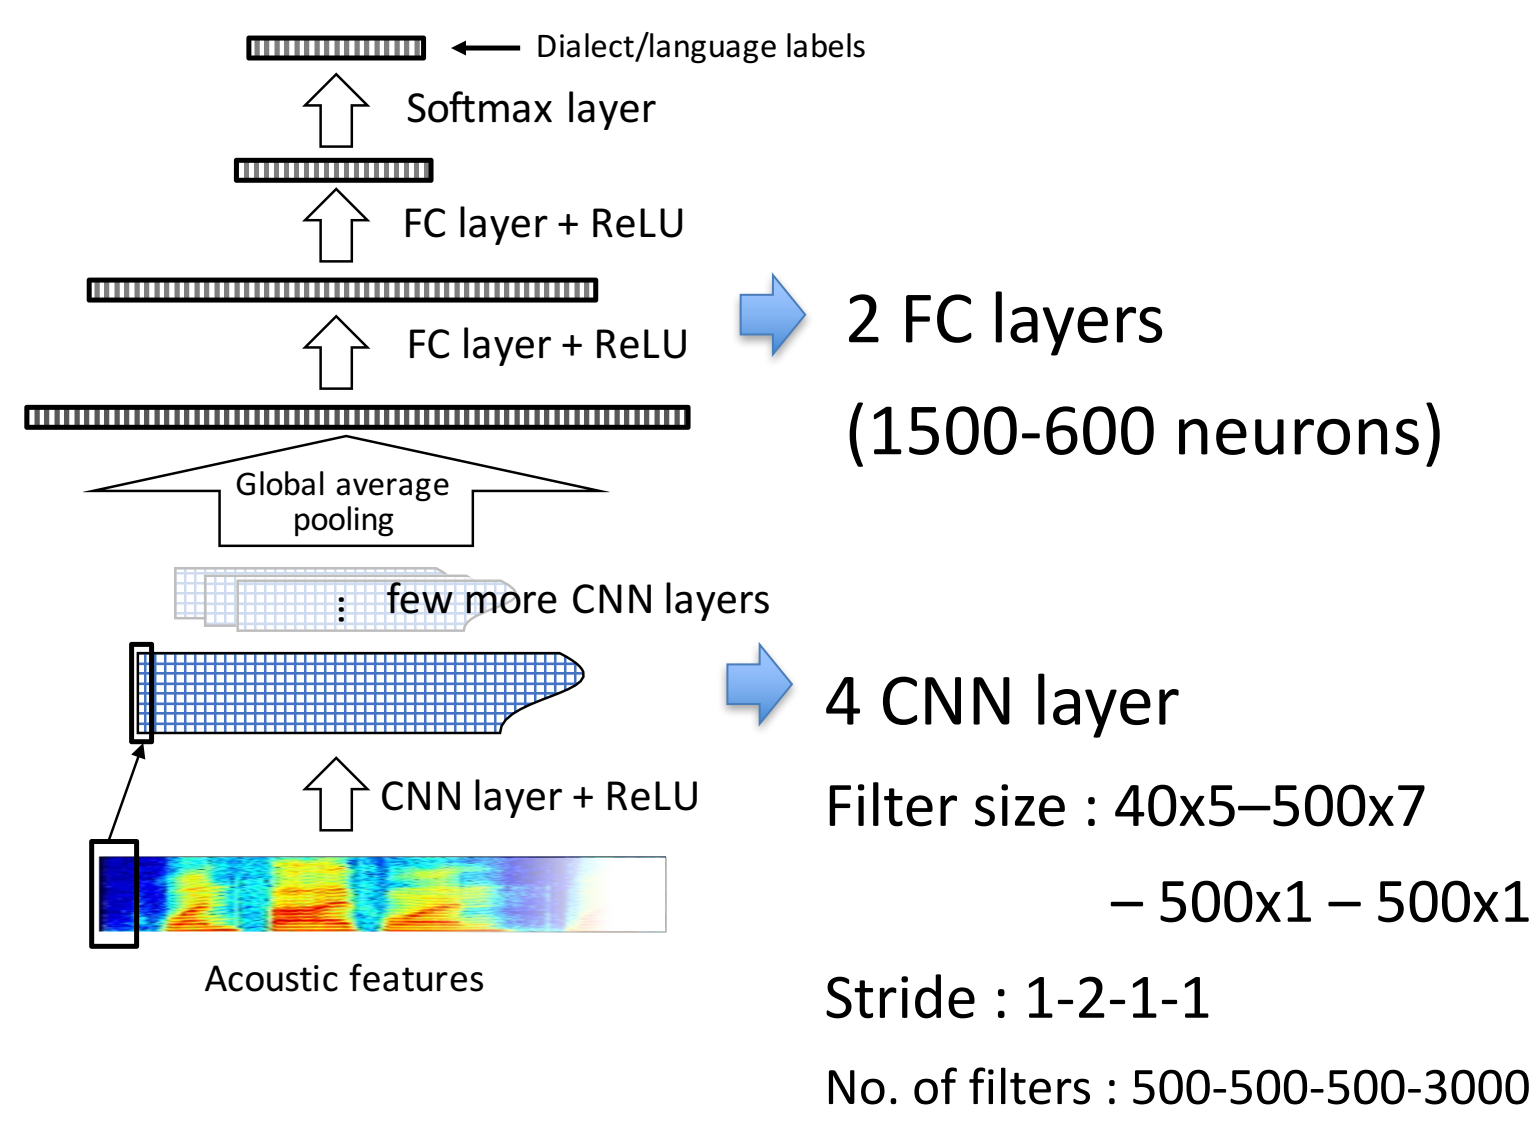 Dialect/language labels
Softmax layer
FC layer + ReLU
FC layer + ReLU
2 FC layers
(1500-600 neurons)
Global average
pooling
⋮ few more CNN layers
4 CNN layer
CNN layer + ReLU
Filter size : 40x5–500x7
– 500x1 – 500x1
Acoustic features
Stride : 1-2-1-1
No. of filters : 500-500-500-3000